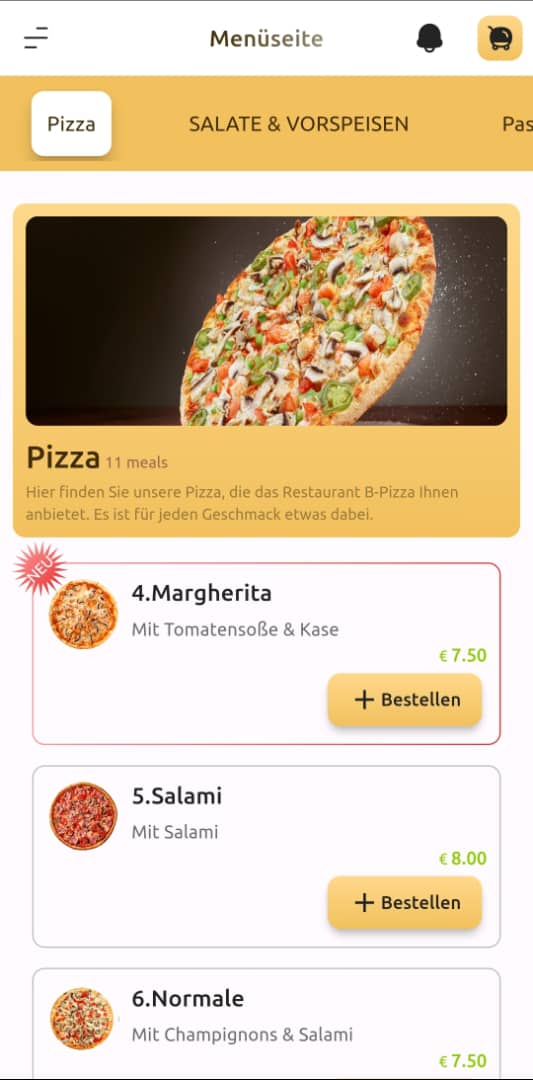 Menüseite
Pizza
SALATE & VORSPEISEN
Pas
Pizza 11 meals
Hier finden Sie unsere Pizza, die das Restaurant B-Pizza Ihnen
anbietet. Es ist für jeden Geschmack etwas dabei.
NEU
4.Margherita
Mit Tomatensoße & Kase
€ 7.50
+ Bestellen
5.Salami
Mit Salami
€ 8.00
+ Bestellen
6.Normale
Mit Champignons & Salami
€ 7.50